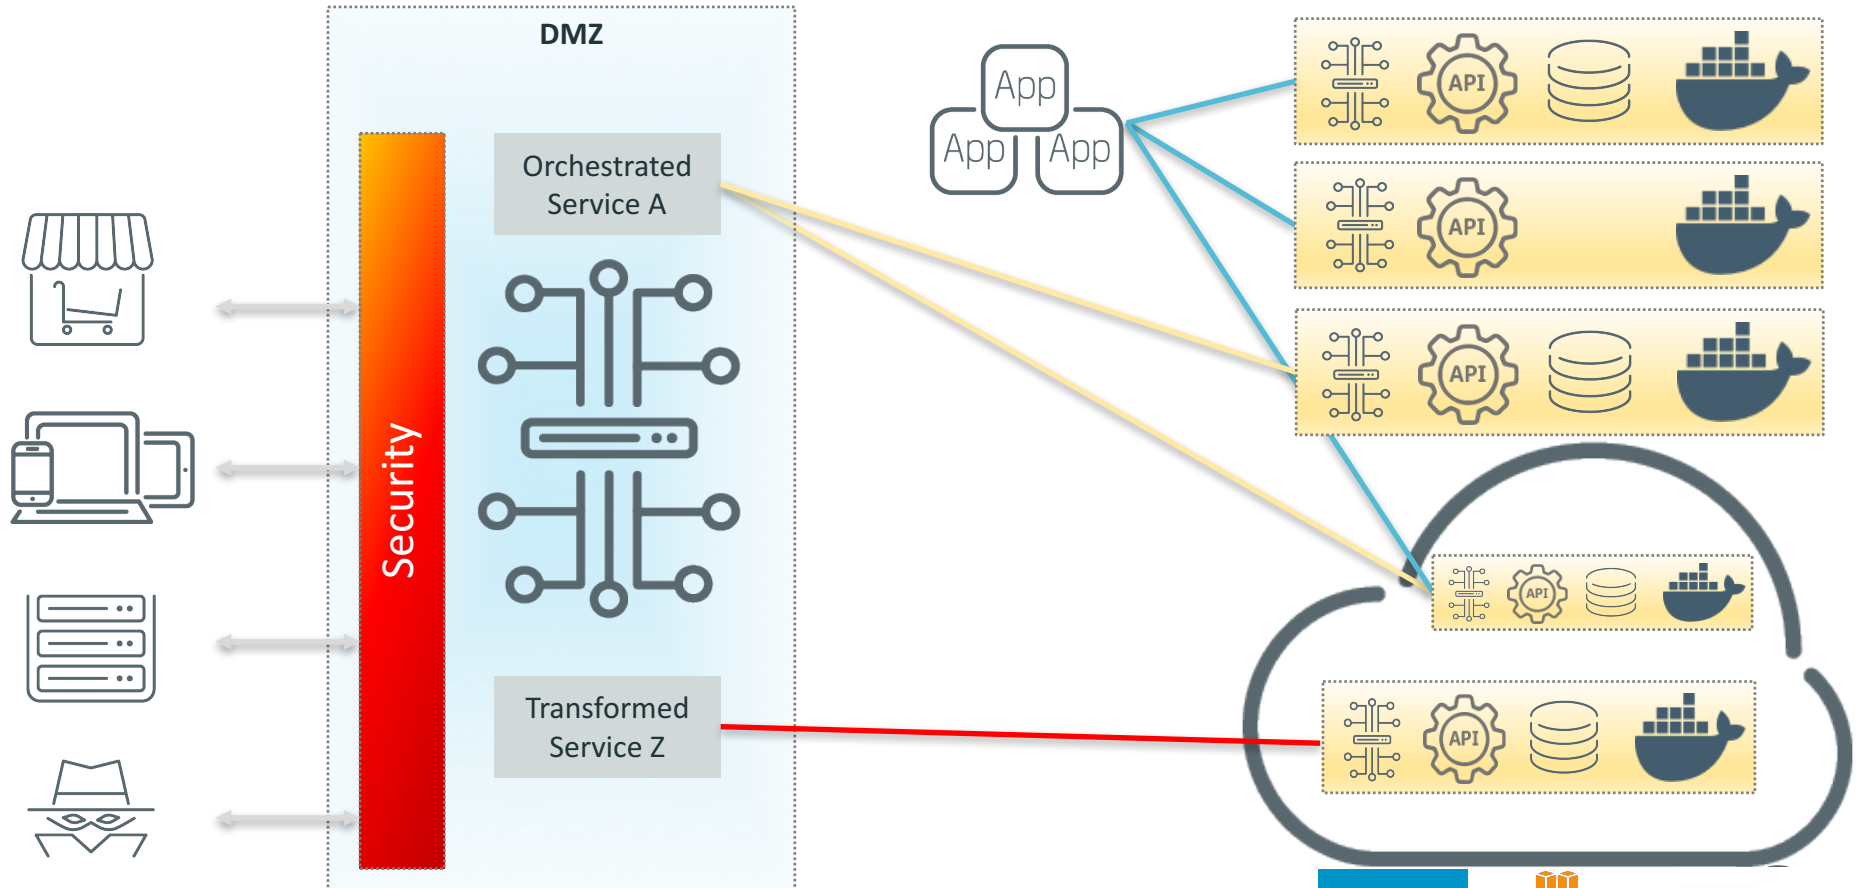 DMZ
Security
Orchestrated
Service A
Transformed
Service Z
App
App
App
API
API
API
API
API